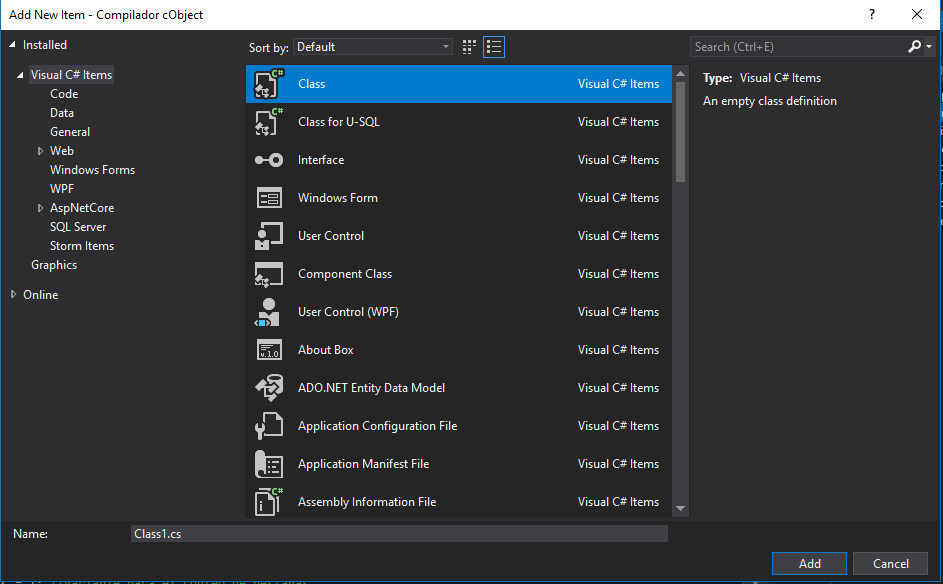 Add New Item - Compilador cObject
?
Installed
Sort by: Default
Search (Ctrl+E)
Visual C# Items
Code
Data
General
Web
Windows Forms
WPF
AspNetCore
SQL Server
Storm Items
Graphics
Online
C# Class Visual C# Items
C# Class for U-SQL Visual C# Items
Interface Visual C# Items
Windows Form Visual C# Items
User Control Visual C# Items
Component Class Visual C# Items
User Control (WPF) Visual C# Items
v.1.0 About Box Visual C# Items
ADO.NET Entity Data Model Visual C# Items
Application Configuration File Visual C# Items
Application Manifest File Visual C# Items
C# Assembly Information File Visual C# Items
Type: Visual C# Items
An empty class definition
Name: Class1.cs
Add Cancel